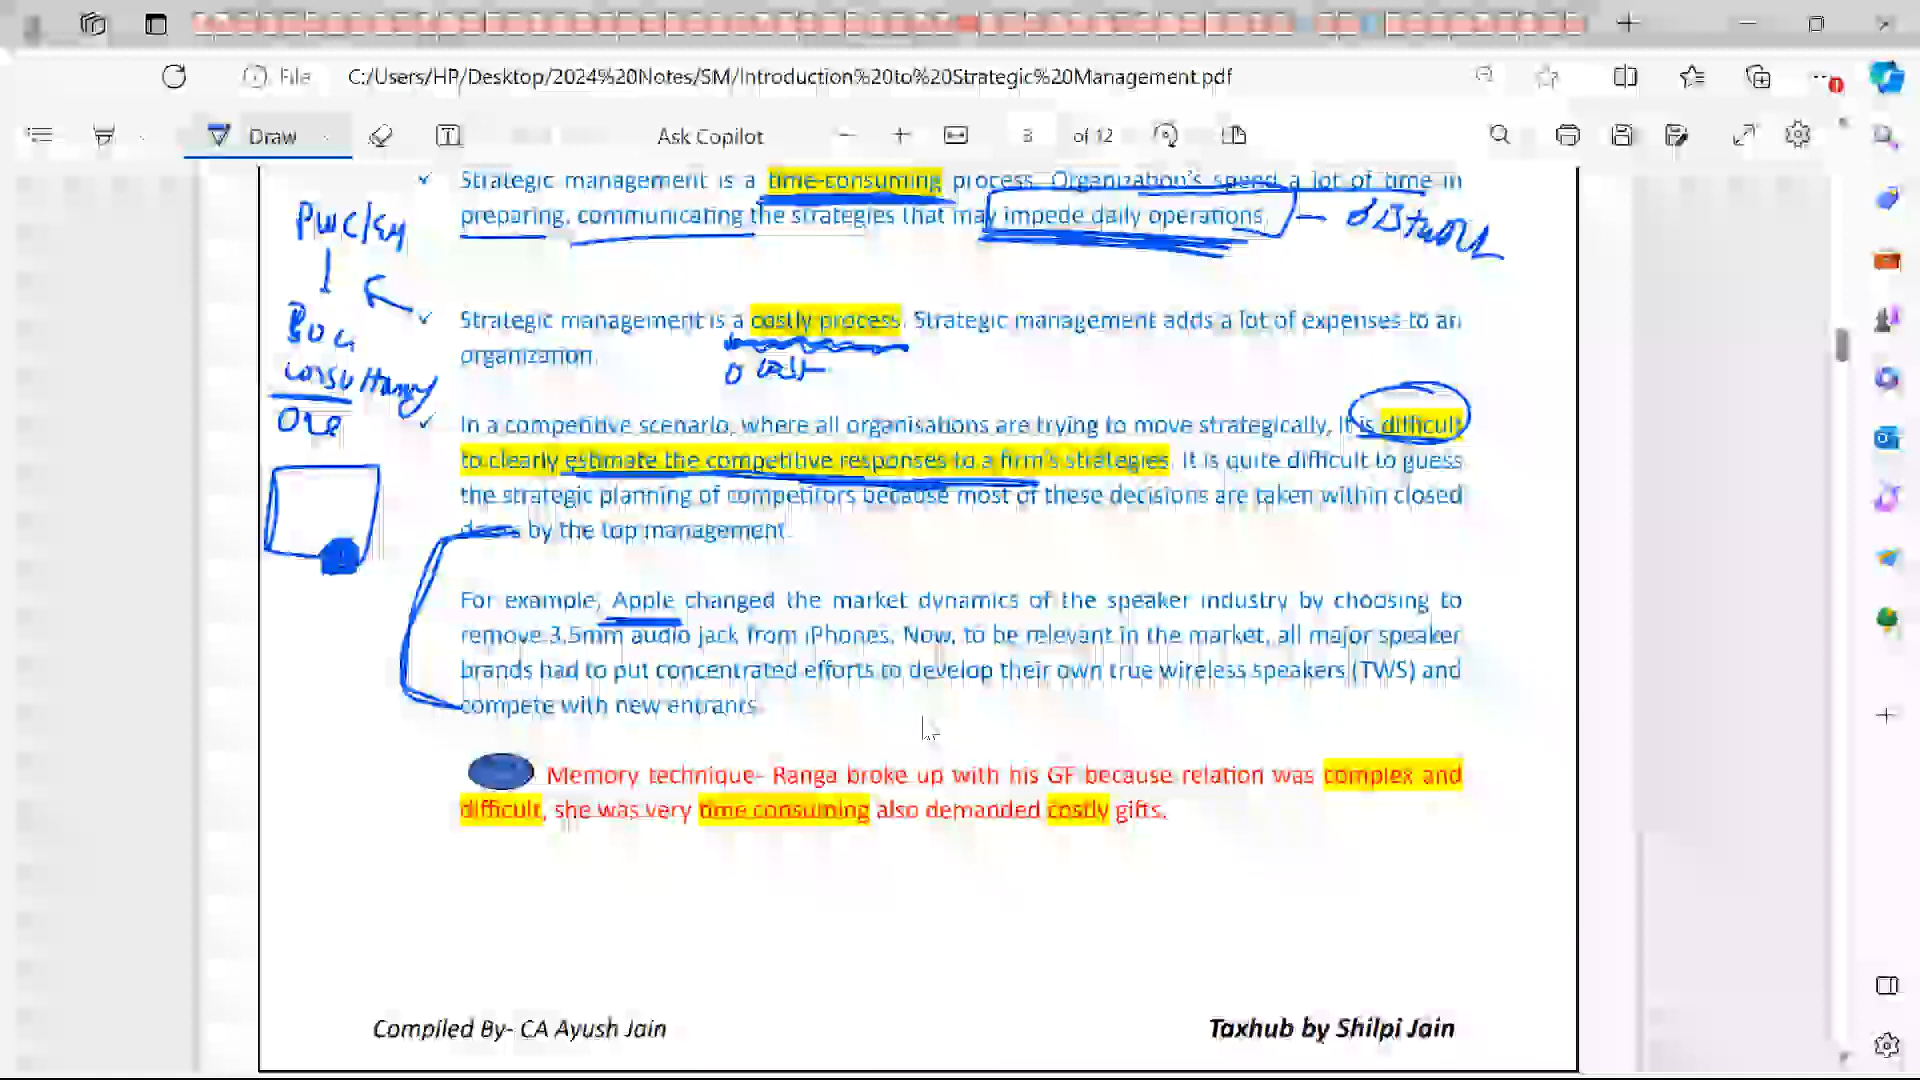 File C:/Users/HP/Desktop/2024%20Notes/SM/Introduction%20to%20Strategic%20Management.pdf
Draw Ask Copilot 3 of 12
✓ Strategic management is a time-consuming process. Organization's spend a lot of time in
preparing, communicating the strategies that may impede daily operations.
PWC/EY
✓ Strategic management is a costly process. Strategic management adds a lot of expenses to an
organization.
consultancy
✓ In a competitive scenario, where all organisations are trying to move strategically, it is difficult
to clearly estimate the competitive responses to a firm's strategies. It is quite difficult to guess
the strategic planning of competitors because most of these decisions are taken within closed
doors by the top management.
For example, Apple changed the market dynamics of the speaker industry by choosing to
remove 3.5mm audio jack from iPhones. Now, to be relevant in the market, all major speaker
brands had to put concentrated efforts to develop their own true wireless speakers (TWS) and
compete with new entrants.
Memory technique- Ranga broke up with his GF because relation was complex and
difficult, she was very time consuming also demanded costly gifts.
Compiled By- CA Ayush Jain Taxhub by Shilpi Jain